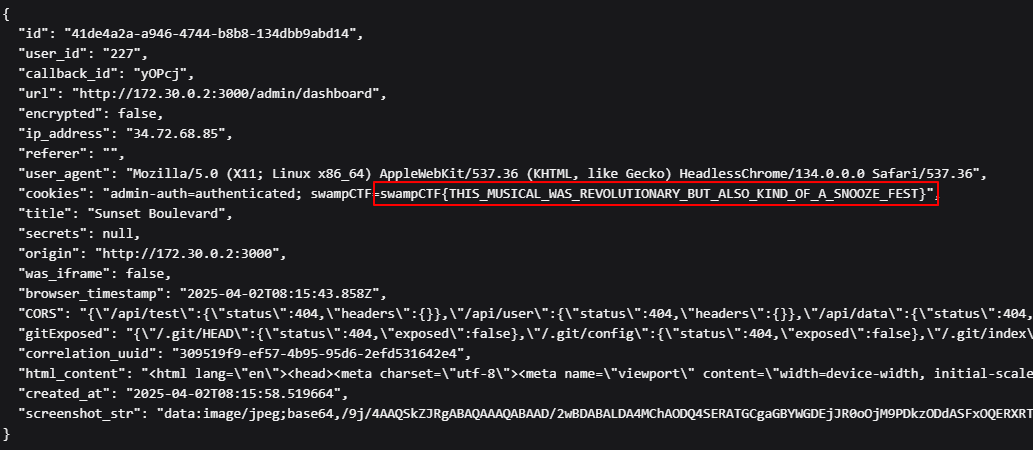 {
"id": "41de4a2a-a946-4744-b8b8-134dbb9abd14",
"user_id": "227",
"callback_id": "yOPcj",
"url": "http://172.30.0.2:3000/admin/dashboard",
"encrypted": false,
"ip_address": "34.72.68.85",
"referer": "",
"user_agent": "Mozilla/5.0 (X11; Linux x86_64) AppleWebKit/537.36 (KHTML, like Gecko) HeadlessChrome/134.0.0.0 Safari/537.36",
"cookies": "admin-auth=authenticated; swampCTF=swampCTF{THIS_MUSICAL_WAS_REVOLUTIONARY_BUT_ALSO_KIND_OF_A_SNOOZE_FEST}",
"title": "Sunset Boulevard",
"secrets": null,
"origin": "http://172.30.0.2:3000",
"was_iframe": false,
"browser_timestamp": "2025-04-02T08:15:43.858Z",
"CORS": "{\"/api/test\":{\"status\":404,\"headers\":{}},\"/api/user\":{\"status\":404,\"headers\":{}},\"/api/data\":{\"status\":404,
"gitExposed": "{\"/.git/HEAD\":{\"status\":404,\"exposed\":false},\"/.git/config\":{\"status\":404,\"exposed\":false},\"/.git/index\
"correlation_uuid": "309519f9-ef57-4b95-95d6-2efd531642e4",
"html_content": "<html lang=\"en\"><head><meta charset=\"utf-8\"><meta name=\"viewport\" content=\"width=device-width, initial-scale
"created_at": "2025-04-02T08:15:58.519664",
"screenshot_str": "data:image/jpeg;base64,/9j/4AAQSkZJRgABAQAAAQABAAD/2wBDABALDA4MChAODQ4SERATGCgaGBYWGDEjJR0oOjM9PDkzODdASFxOQERXRT
}